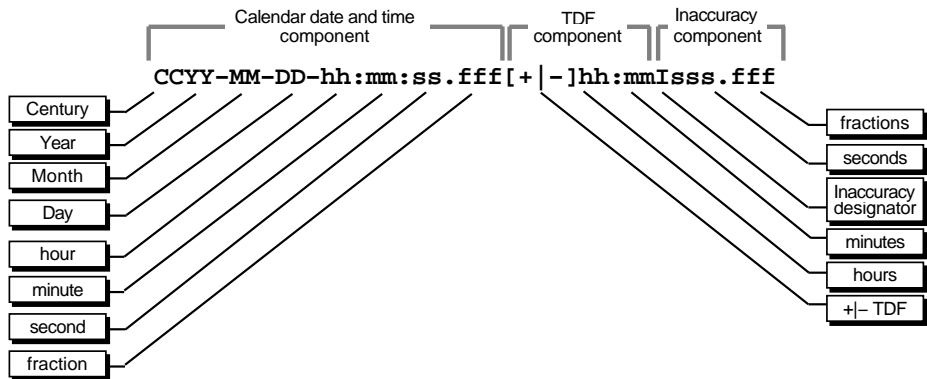 Calendar date and time
component
TDF
component
Inaccuracy
component
CCYY-MM-DD-hh:mm:ss.fff[+|-]hh:mmIsss.fff
Century
Year
Month
Day
hour
minute
second
fraction
fractions
seconds
Inaccuracy
designator
minutes
hours
+|– TDF